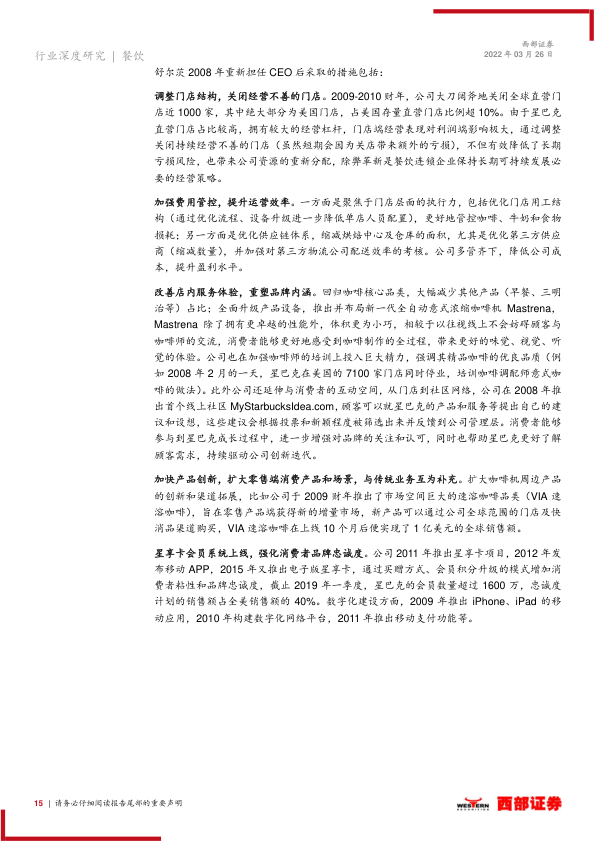 西部证券
行业深度研究 | 餐饮
2022 年 03 月 26 日
舒尔茨 2008 年重新担任 CEO 后采取的措施包括：
调整门店结构，关闭经营不善的门店。2009-2010 财年，公司大刀阔斧地关闭全球直营门
店近 1000 家，其中绝大部分为美国门店，占美国存量直营门店比例超 10%。由于星巴克
直营门店占比较高，拥有较大的经营杠杆，门店端经营表现对利润端影响极大，通过调整
关闭持续经营不善的门店（虽然短期会因为关店带来额外的亏损），不但有效降低了长期
亏损风险，也带来公司资源的重新分配，除弊革新是餐饮连锁企业保持长期可持续发展必
要的经营策略。
加强费用管控，提升运营效率。一方面是聚焦于门店层面的执行力，包括优化门店用工结
构（通过优化流程、设备升级进一步降低单店人员配置），更好地管控咖啡、牛奶和食物
损耗；另一方面是优化供应链体系，缩减烘焙中心及仓库的面积，尤其是优化第三方供应
商（缩减数量），并加强对第三方物流公司配送效率的考核。公司多管齐下，降低公司成
本，提升盈利水平。
改善店内服务体验，重塑品牌内涵。回归咖啡核心品类，大幅减少其他产品（早餐、三明
治等）占比；全面升级产品设备，推出并布局新一代全自动意式浓缩咖啡机 Mastrena，
Mastrena 除了拥有更卓越的性能外，体积更为小巧，相较于以往视线上不会妨碍顾客与
咖啡师的交流，消费者能够更好地感受到咖啡制作的全过程，带来更好的味觉、视觉、听
觉的体验。公司也在加强咖啡师的培训上投入巨大精力，强调其精品咖啡的优良品质（例
如 2008 年 2 月的一天，星巴克在美国的 7100 家门店同时停业，培训咖啡调配师意式咖
啡的做法）。此外公司还延伸与消费者的互动空间，从门店到社区网络，公司在 2008 年推
出首个线上社区 MyStarbucksIdea.com，顾客可以就星巴克的产品和服务等提出自己的建
议和设想，这些建议会根据投票和新颖程度被筛选出来并反馈到公司管理层。消费者能够
参与到星巴克成长过程中，进一步增强对品牌的关注和认可，同时也帮助星巴克更好了解
顾客需求，持续驱动公司创新迭代。
加快产品创新，扩大零售端消费产品和场景，与传统业务互为补充。扩大咖啡机周边产品
的创新和渠道拓展，比如公司于 2009 财年推出了市场空间巨大的速溶咖啡品类（VIA 速
溶咖啡），旨在零售产品端获得新的增量市场，新产品可以通过公司全球范围的门店及快
消品渠道购买，VIA 速溶咖啡在上线 10 个月后便实现了 1 亿美元的全球销售额。
星享卡会员系统上线，强化消费者品牌忠诚度。公司 2011 年推出星享卡项目，2012 年发
布移动 APP，2015 年又推出电子版星享卡，通过买赠方式、会员积分升级的模式增加消
费者粘性和品牌忠诚度，截止 2019 年一季度，星巴克的会员数量超过 1600 万，忠诚度
计划的销售额占全美销售额的 40%。数字化建设方面，2009 年推出 iPhone、iPad 的移
动应用，2010 年构建数字化网络平台，2011 年推出移动支付功能等。
15 | 请务必仔细阅读报告尾部的重要声明
WESTERN
SECURITIES
西部证券